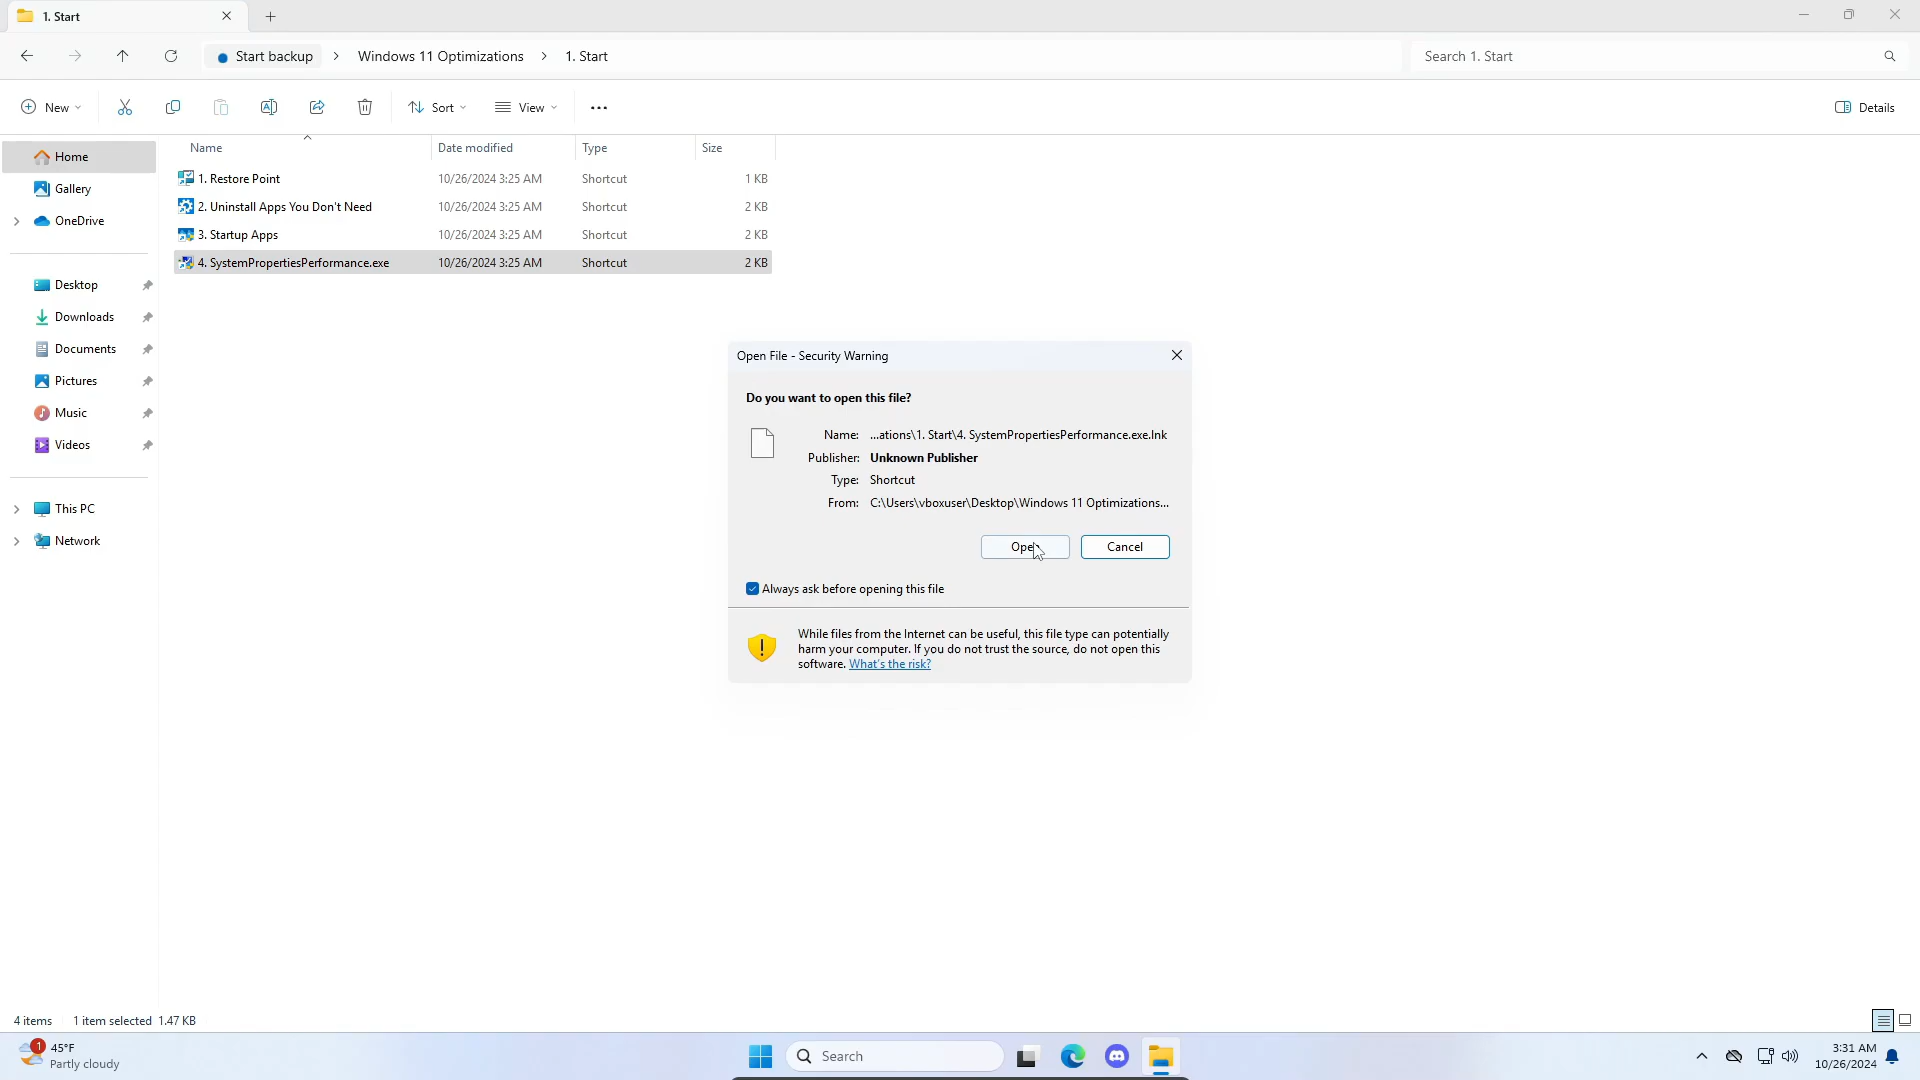 1. Start
Start backup > Windows 11 Optimizations > 1. Start
Search 1. Start
New
Sort
View
Details
Name Date modified Type Size
1. Restore Point 10/26/2024 3:25 AM Shortcut 1 KB
2. Uninstall Apps You Don't Need 10/26/2024 3:25 AM Shortcut 2 KB
3. Startup Apps 10/26/2024 3:25 AM Shortcut 2 KB
4. SystemPropertiesPerformance.exe 10/26/2024 3:25 AM Shortcut 2 KB
Home
Gallery
OneDrive
Desktop
Downloads
Documents
Pictures
Music
Videos
This PC
Network
Open File - Security Warning
Do you want to open this file?
Name: ...ations\1. Start\4. SystemPropertiesPerformance.exe.lnk
Publisher: Unknown Publisher
Type: Shortcut
From: C:\Users\vboxuser\Desktop\Windows 11 Optimizations...
Open Cancel
Always ask before opening this file
While files from the Internet can be useful, this file type can potentially
harm your computer. If you do not trust the source, do not open this
software. What's the risk?
4 items 1 item selected 1.47 KB
1
45°F
Partly cloudy
Search
3:31 AM
10/26/2024